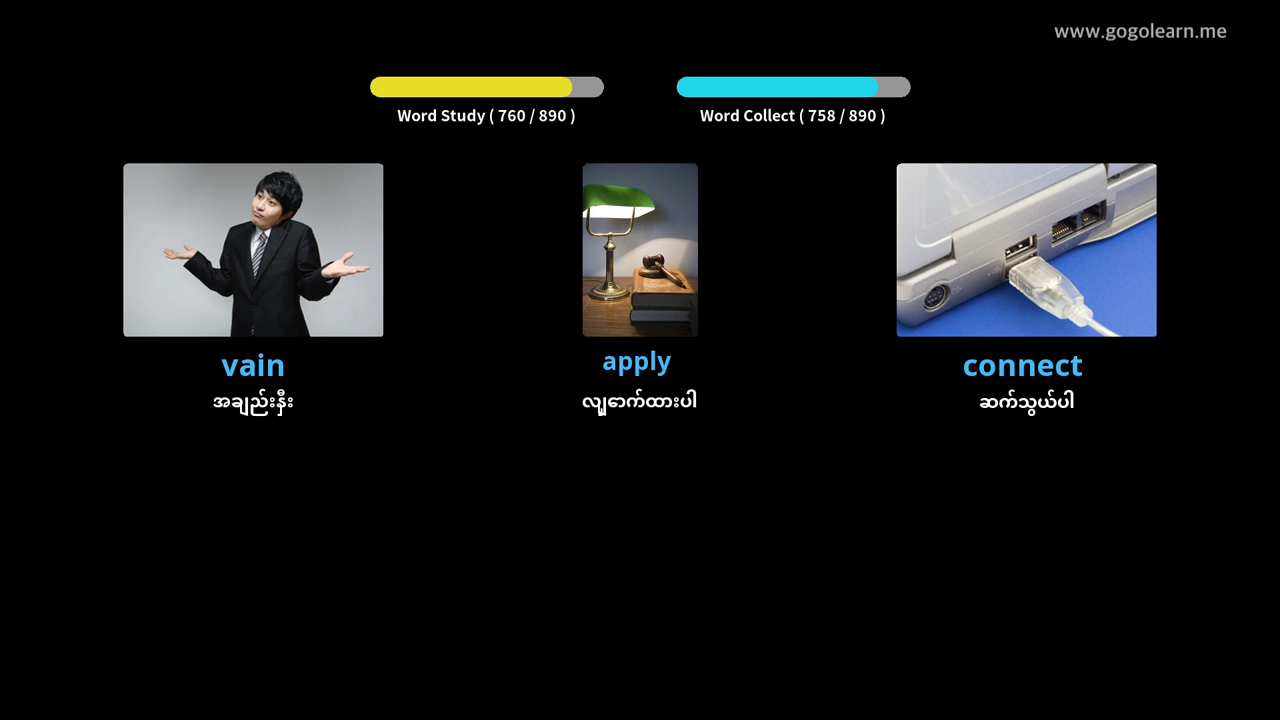 www.gogolearn.me
Word Study ( 760 / 890 )
Word Collect ( 758 / 890 )
vain
apply
connect
အချည်းနှီး
လျှောက်ထားပါ
ဆက်သွယ်ပါ